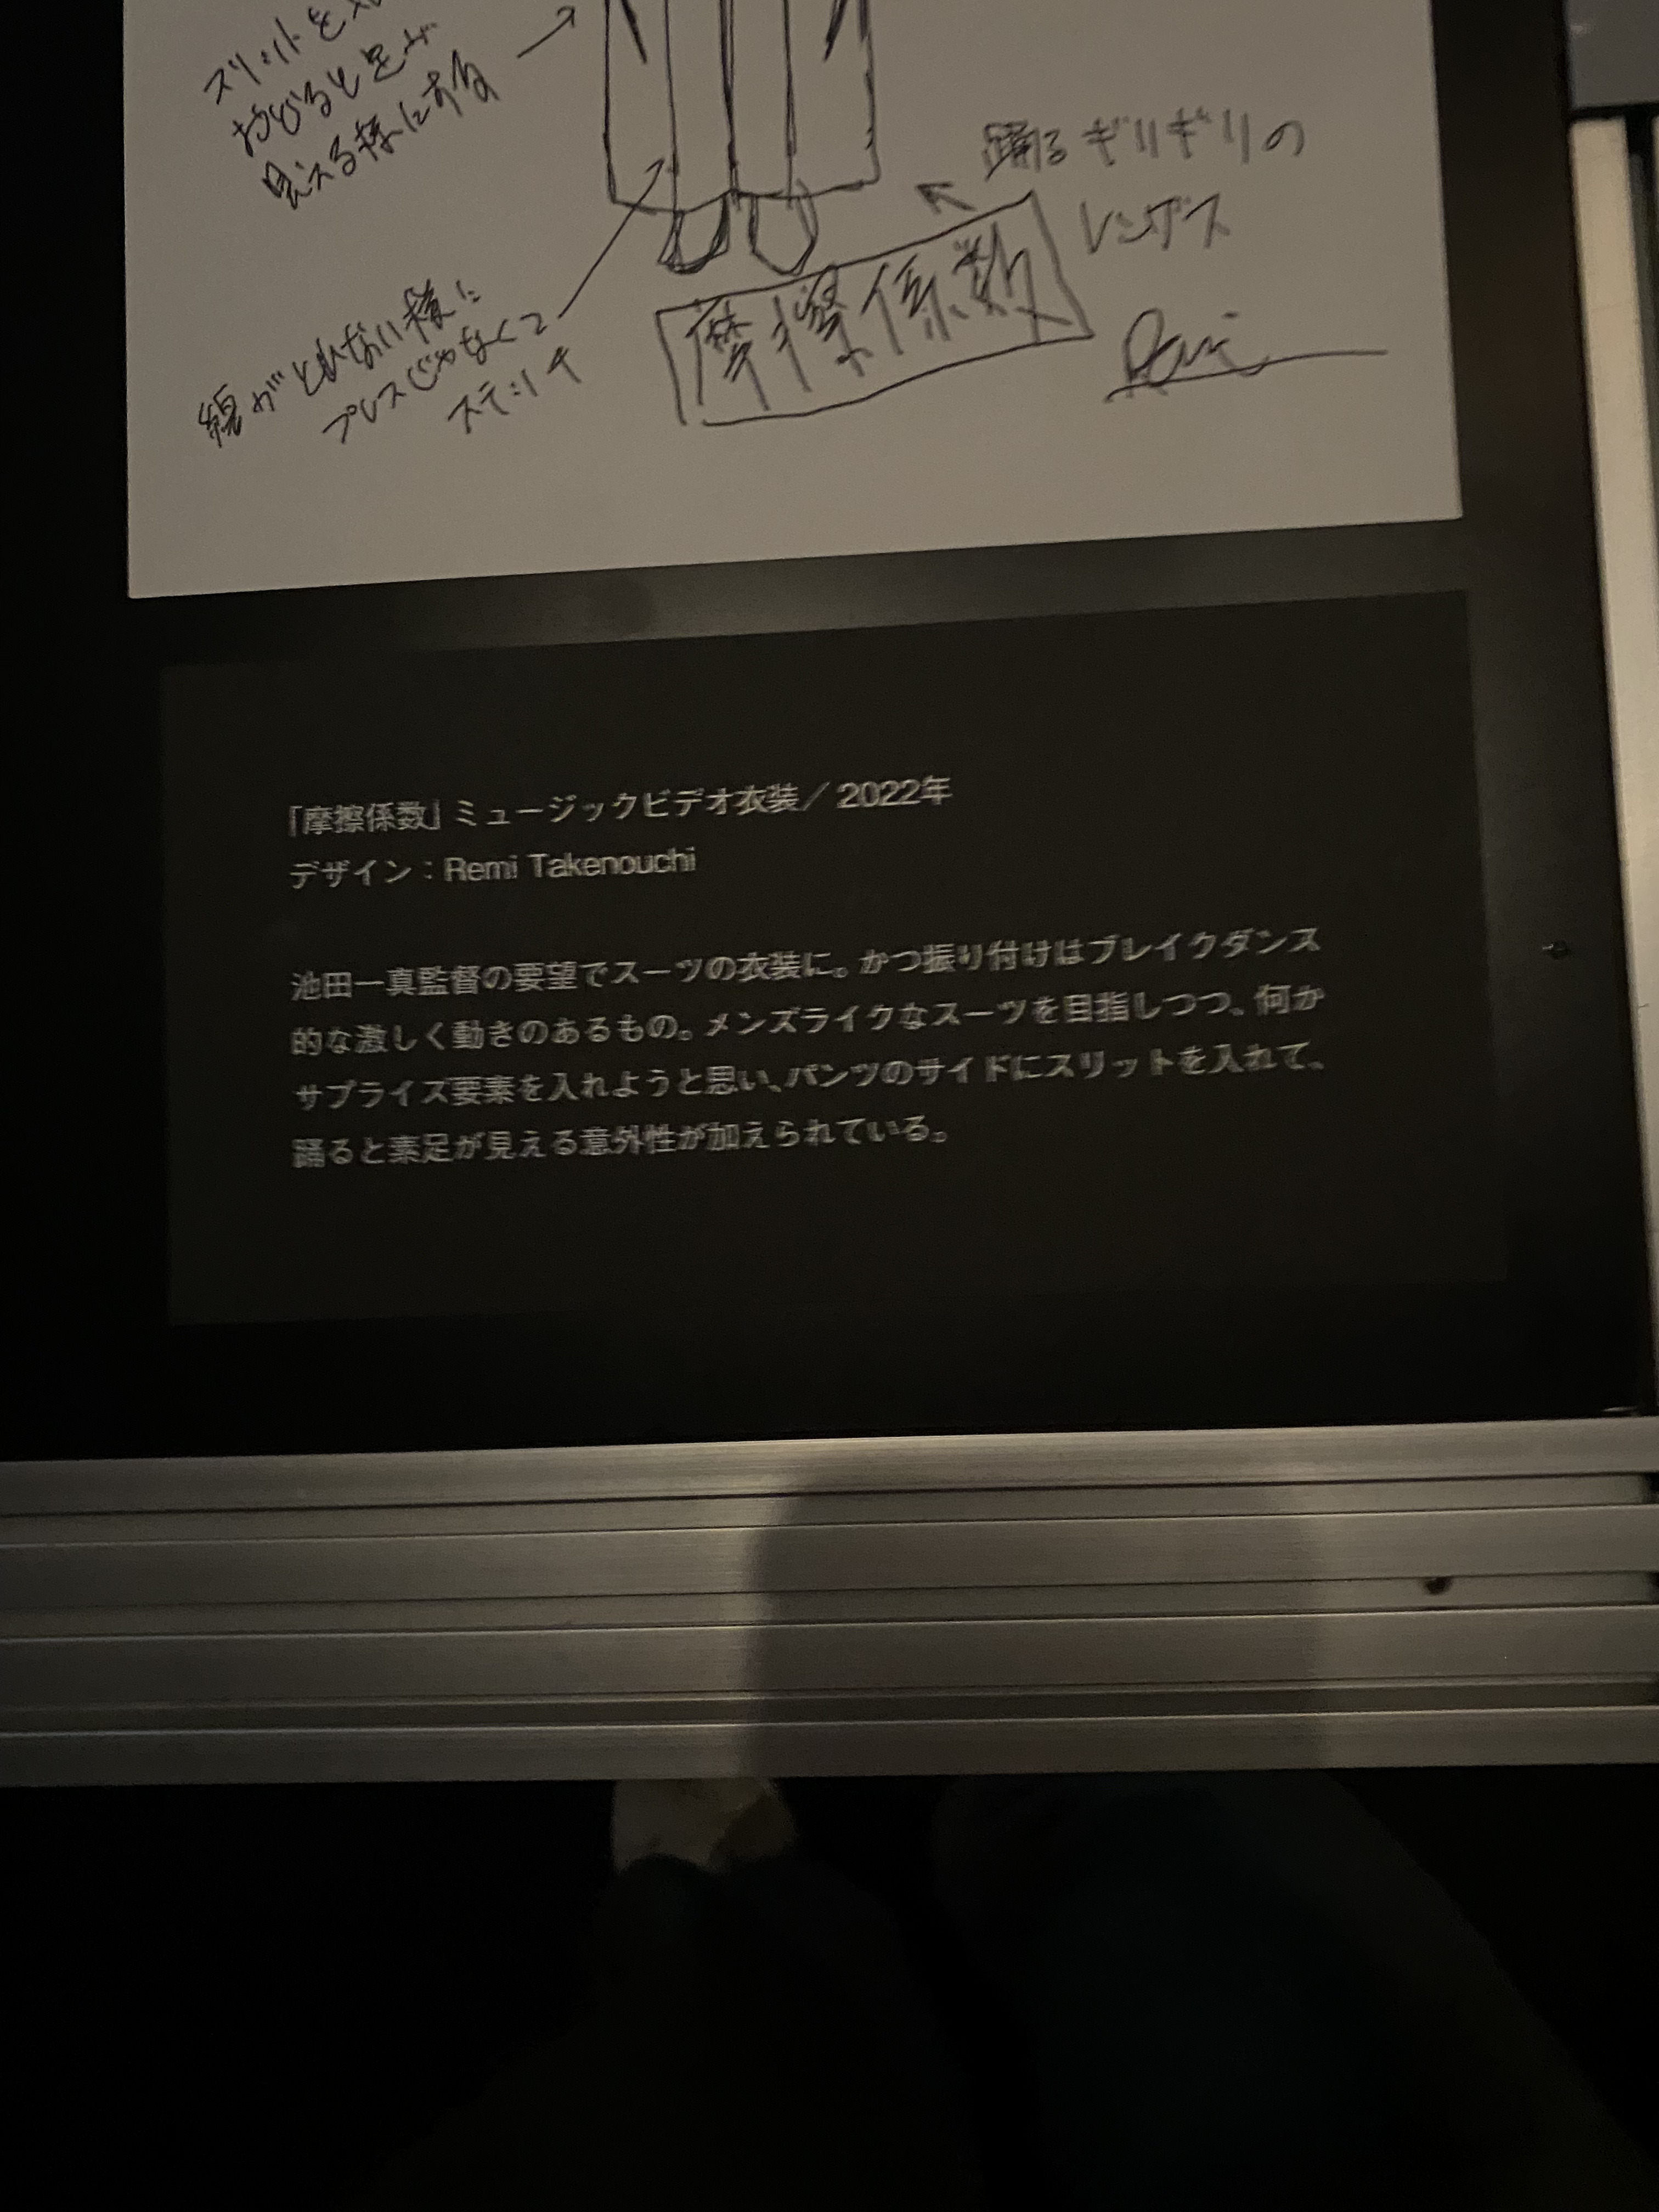 スリットを入
おどると足が
見える様にする
踊るギリギリの
レングス
摩擦係数
線がとれない様に
プレスじゃなくて
ステッチ
「摩擦係数」ミュージックビデオ衣装／2022年
デザイン：Remi Takenouchi
池田一真監督の要望でスーツの衣装に。かつ振り付けはブレイクダンス
的な激しく動きのあるもの。メンズライクなスーツを目指しつつ、何か
サプライズ要素を入れようと思い、パンツのサイドにスリットを入れて、
踊ると素足が見える意外性が加えられている。